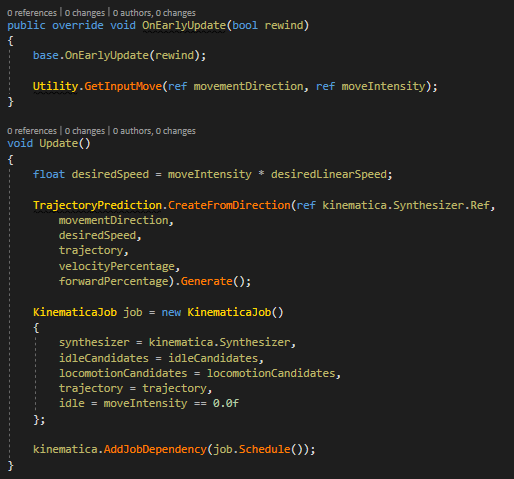 0 references | 0 changes | 0 authors, 0 changes
public override void OnEarlyUpdate(bool rewind)
{
base.OnEarlyUpdate(rewind);
Utility.GetInputMove(ref movementDirection, ref moveIntensity);
}
0 references | 0 changes | 0 authors, 0 changes
void Update()
{
float desiredSpeed = moveIntensity * desiredLinearSpeed;
TrajectoryPrediction.CreateFromDirection(ref kinematica.Synthesizer.Ref,
movementDirection,
desiredSpeed,
trajectory,
velocityPercentage,
forwardPercentage).Generate();
KinematicaJob job = new KinematicaJob()
{
synthesizer = kinematica.Synthesizer,
idleCandidates = idleCandidates,
locomotionCandidates = locomotionCandidates,
trajectory = trajectory,
idle = moveIntensity == 0.0f
};
kinematica.AddJobDependency(job.Schedule());
}